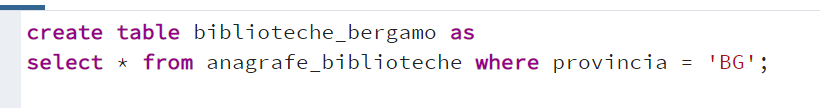 create table biblioteche_bergamo as
select * from anagrafe_biblioteche where provincia = 'BG';